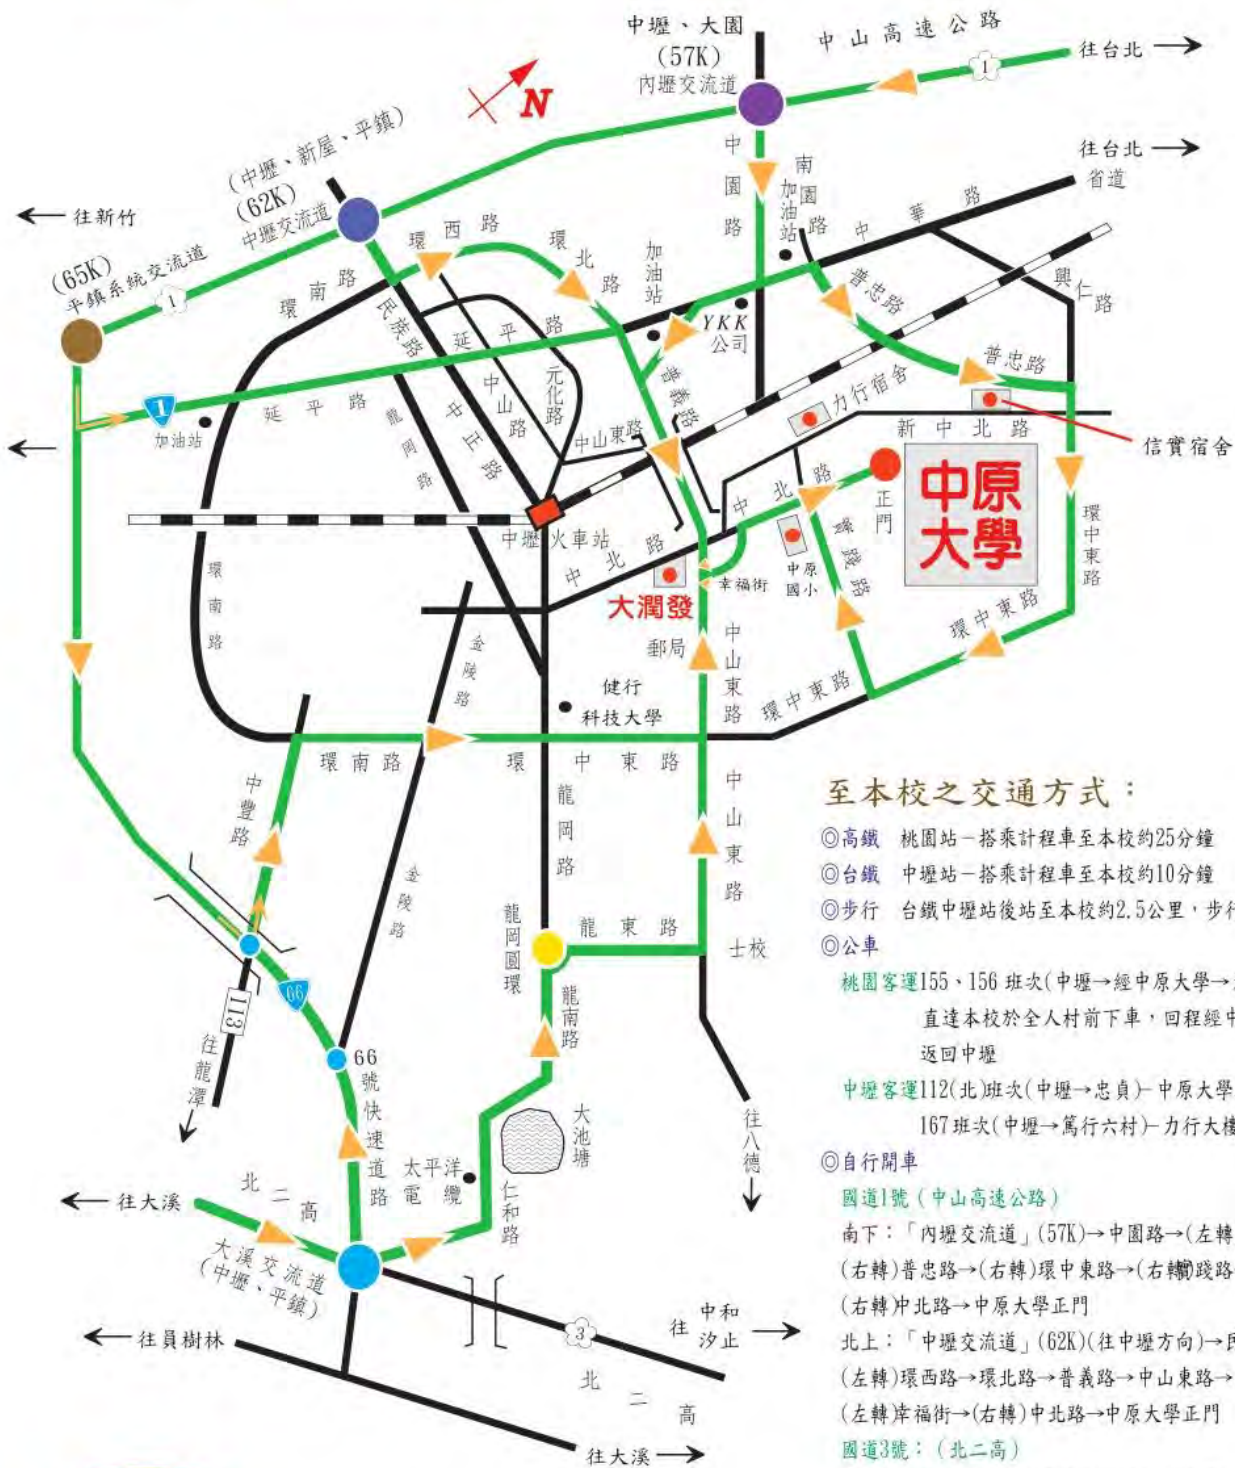 中壢、大園
(57K)
內壢交流道
中山高速公路
1
往台北
N
往台北
省道
(中壢、新屋、平鎮)
(62K)
中壢交流道
往新竹
(65K)
平鎮系統交流道
1
環南路
環西路
環北路
加油站
中園路
南園路
加油站
中華路
普忠路
興仁路
民族路
延平路
YKK
公司
普義路
普忠路
力行宿舍
信實宿舍
1
加油站
延平路
龍岡路
中正路
中山路
元化路
中山東路
新中北路
中北路
正門
中原
大學
環中東路
中壢火車站
中北路
大潤發
幸福街
中原
國小
實踐路
環南路
金陵路
郵局
中山東路
環中東路
環中東路
健行
科技大學
環南路
環中東路
中豐路
龍岡路
中山東路
金陵路
龍岡圓環
龍東路
士校
龍南路
66
113
往龍潭
66
號快速道路
大池塘
往八德
太平洋
電纜
仁和路
往大溪
北二高
大溪交流道
(中壢、平鎮)
往員樹林
3
往
中和
汐止
北二高
往大溪
至本校之交通方式：
◎高鐵 桃園站－搭乘計程車至本校約25分鐘
◎台鐵 中壢站－搭乘計程車至本校約10分鐘
◎步行 台鐵中壢站後站至本校約2.5公里，步行
◎公車
桃園客運155、156 班次(中壢→經中原大學→
直達本校於全人村前下車，回程經中
返回中壢
中壢客運112(北)班次(中壢→忠貞)－中原大學
167班次(中壢→篤行六村)－力行大樓
◎自行開車
國道1號（中山高速公路）
南下：「內壢交流道」(57K)→中園路→(左轉
(右轉)普忠路→(右轉)環中東路→(右轉)踐路
(右轉)中北路→中原大學正門
北上：「中壢交流道」(62K)(往中壢方向)→民
(左轉)環西路→環北路→普義路→中山東路→
(左轉)幸福街→(右轉)中北路→中原大學正門
國道3號：（北二高）